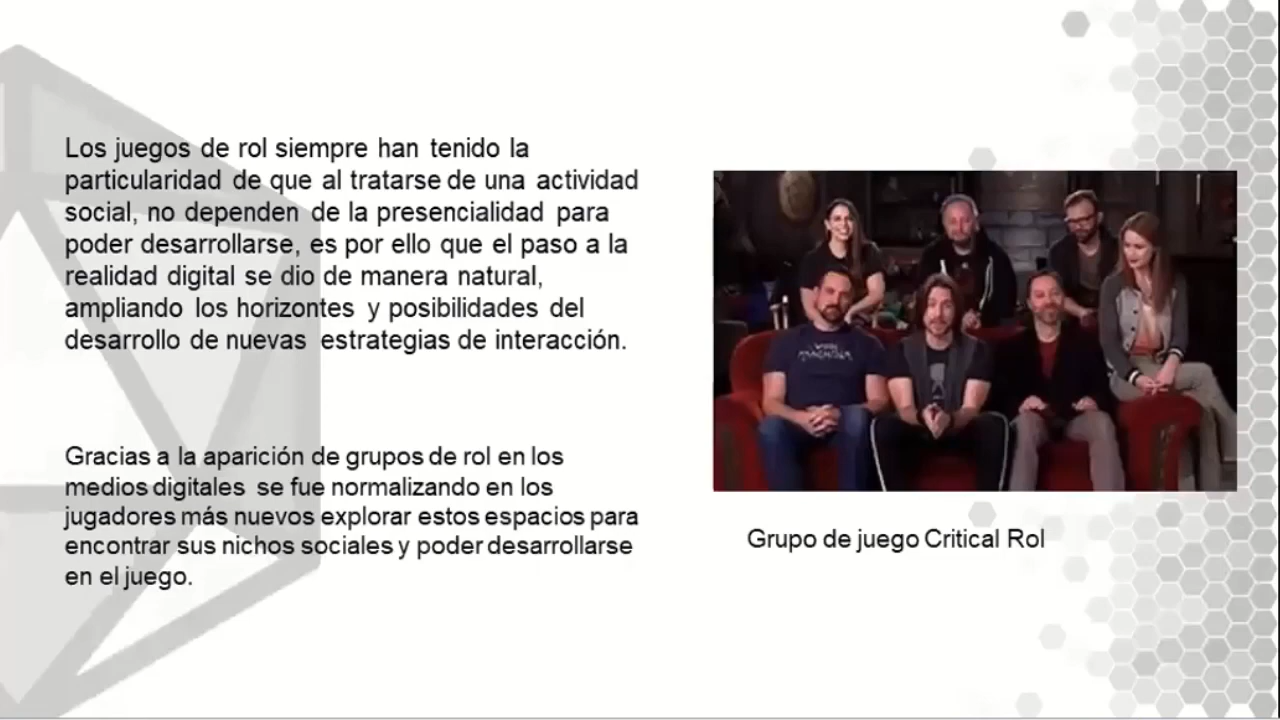 Los juegos de rol siempre han tenido la
particularidad de que al tratarse de una actividad
social, no dependen de la presencialidad para
poder desarrollarse, es por ello que el paso a la
realidad digital se dio de manera natural,
ampliando los horizontes y posibilidades del
desarrollo de nuevas estrategias de interacción.
Gracias a la aparición de grupos de rol en los
medios digitales se fue normalizando en los
jugadores más nuevos explorar estos espacios para
encontrar sus nichos sociales y poder desarrollarse
en el juego.
Grupo de juego Critical Rol